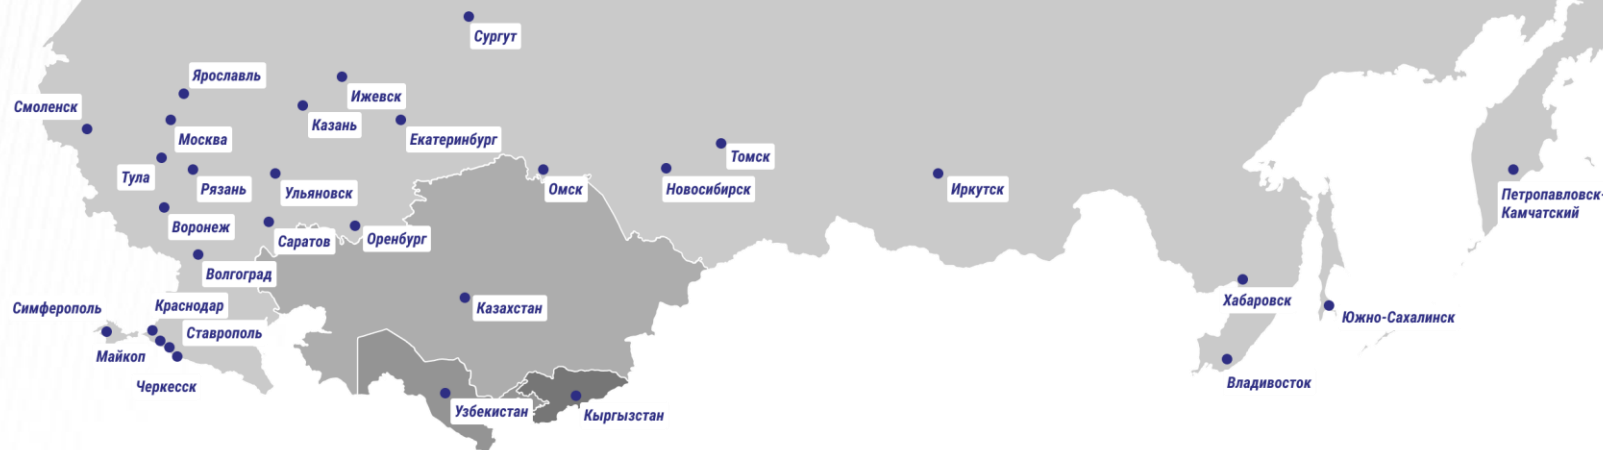 Сургут
Ярославль
Ижевск
Смоленск
Казань
Москва
Екатеринбург
Томск
Тула
Рязань
Ульяновск
Омск
Новосибирск
Иркутск
Петропавловск-
Камчатский
Воронеж
Саратов
Оренбург
Волгоград
Хабаровск
Симферополь
Краснодар
Казахстан
Южно-Сахалинск
Ставрополь
Майкоп
Черкесск
Владивосток
Узбекистан
Кыргызстан